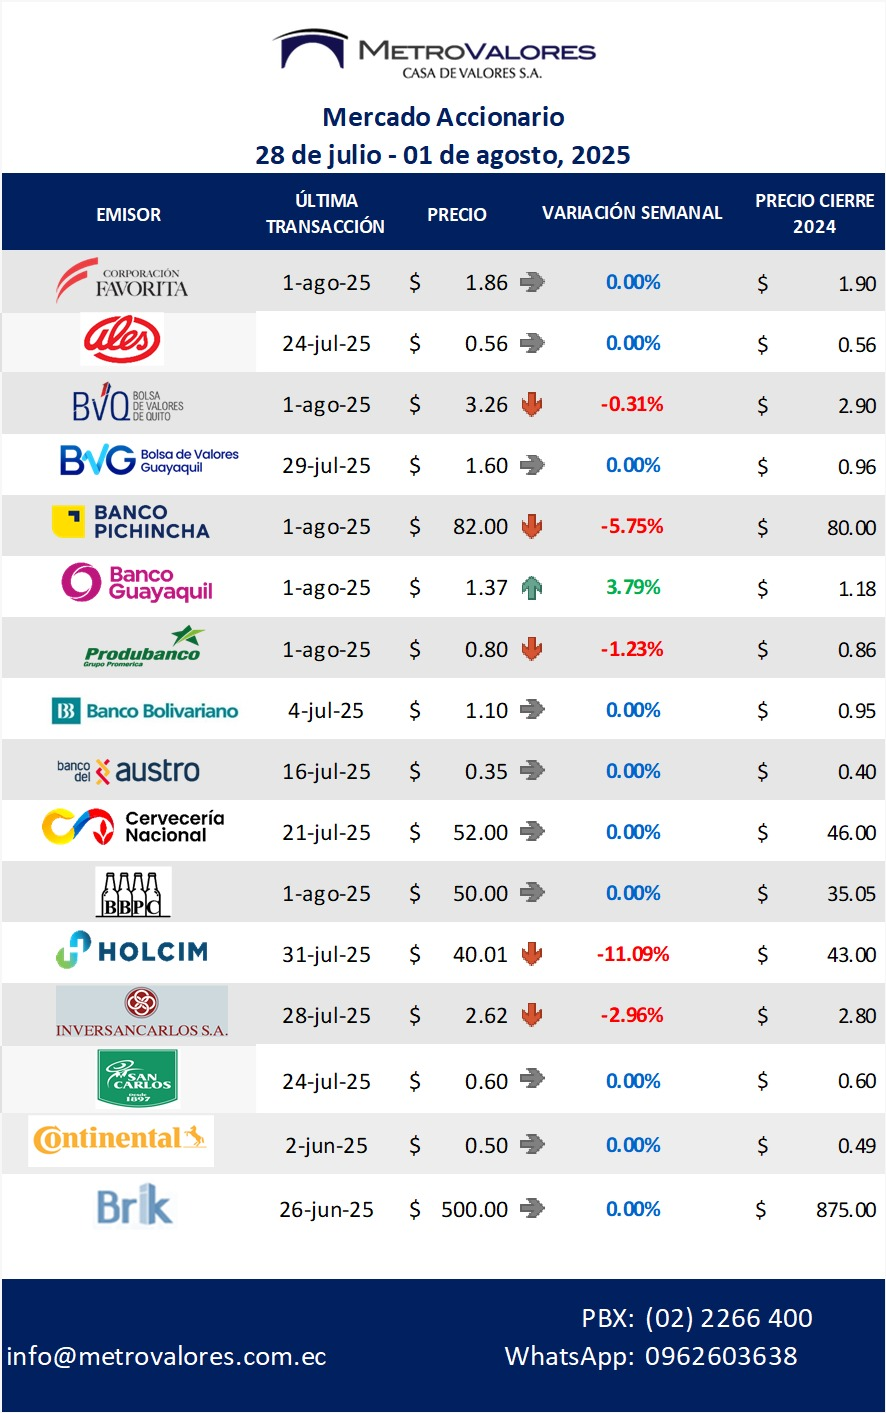 METROVALORES
CASA DE VALORES S.A.
Mercado Accionario
28 de julio - 01 de agosto, 2025
EMISOR ÚLTIMA TRANSACCIÓN PRECIO VARIACIÓN SEMANAL PRECIO CIERRE 2024
CORPORACIÓN FAVORITA 1-ago-25 $ 1.86 0.00% $ 1.90
ales 24-jul-25 $ 0.56 0.00% $ 0.56
BVQ BOLSA DE VALORES DE QUITO 1-ago-25 $ 3.26 -0.31% $ 2.90
BVG Bolsa de Valores Guayaquil 29-jul-25 $ 1.60 0.00% $ 0.96
BANCO PICHINCHA 1-ago-25 $ 82.00 -5.75% $ 80.00
Banco Guayaquil 1-ago-25 $ 1.37 3.79% $ 1.18
Produbanco Grupo Promerica 1-ago-25 $ 0.80 -1.23% $ 0.86
BB Banco Bolivariano 4-jul-25 $ 1.10 0.00% $ 0.95
banco del austro 16-jul-25 $ 0.35 0.00% $ 0.40
Cervecería Nacional 21-jul-25 $ 52.00 0.00% $ 46.00
BBPC 1-ago-25 $ 50.00 0.00% $ 35.05
HOLCIM 31-jul-25 $ 40.01 -11.09% $ 43.00
INVERSANCARLOS S.A. 28-jul-25 $ 2.62 -2.96% $ 2.80
SAN CARLOS desde 1897 24-jul-25 $ 0.60 0.00% $ 0.60
Continental 2-jun-25 $ 0.50 0.00% $ 0.49
Brik 26-jun-25 $ 500.00 0.00% $ 875.00
PBX: (02) 2266 400
info@metrovalores.com.ec WhatsApp: 0962603638